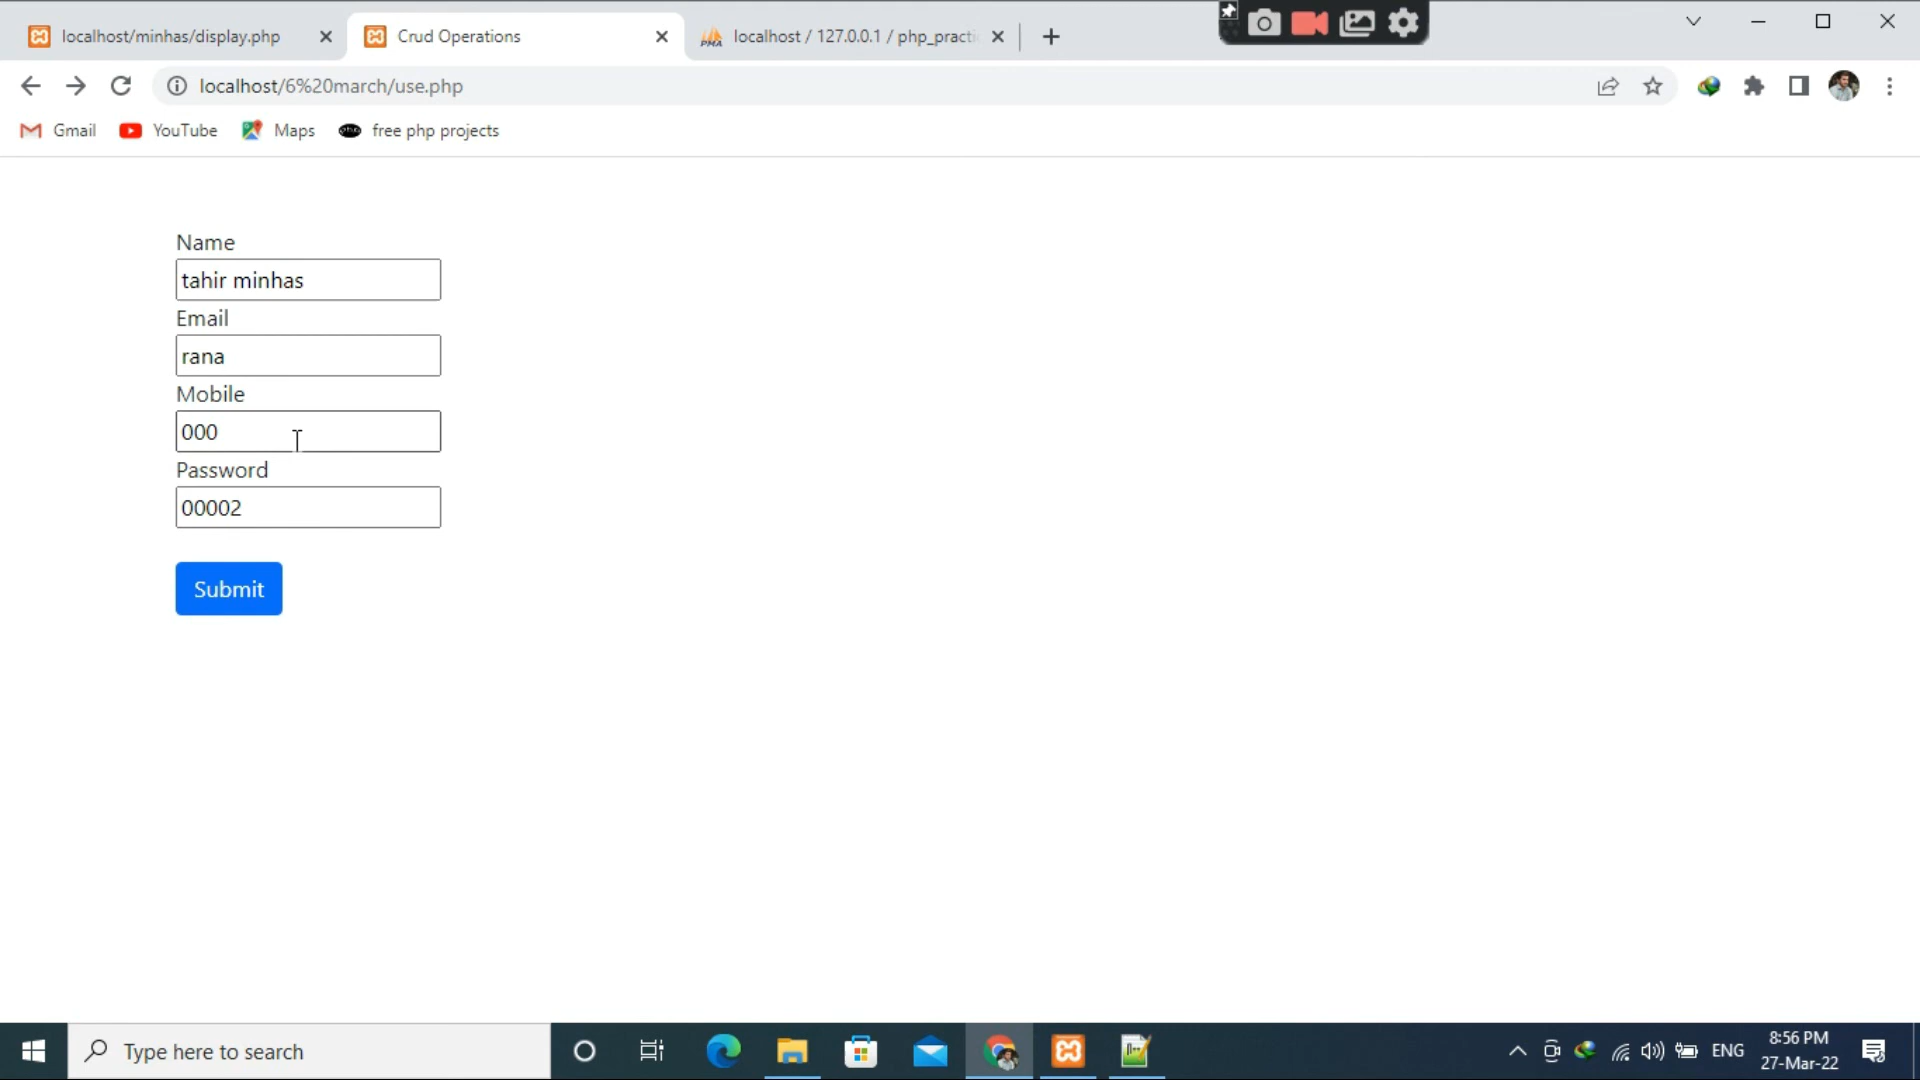 localhost/minhas/display.php
Crud Operations
localhost / 127.0.0.1 / php_practi
localhost/6%20march/use.php
Gmail
YouTube
Maps
free php projects
Name
tahir minhas
Email
rana
Mobile
000
Password
00002
Submit
Type here to search
ENG
8:56 PM
27-Mar-22